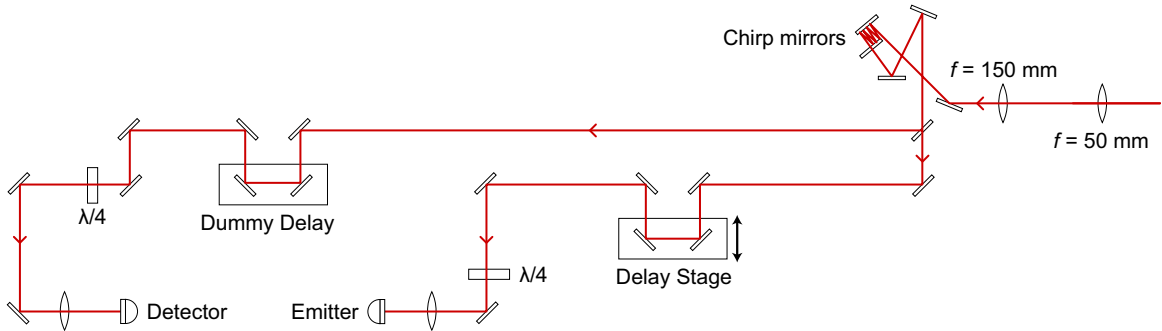 Chirp mirrors
f = 150 mm
f = 50 mm
λ/4
Dummy Delay
λ/4
Delay Stage
Detector
Emitter